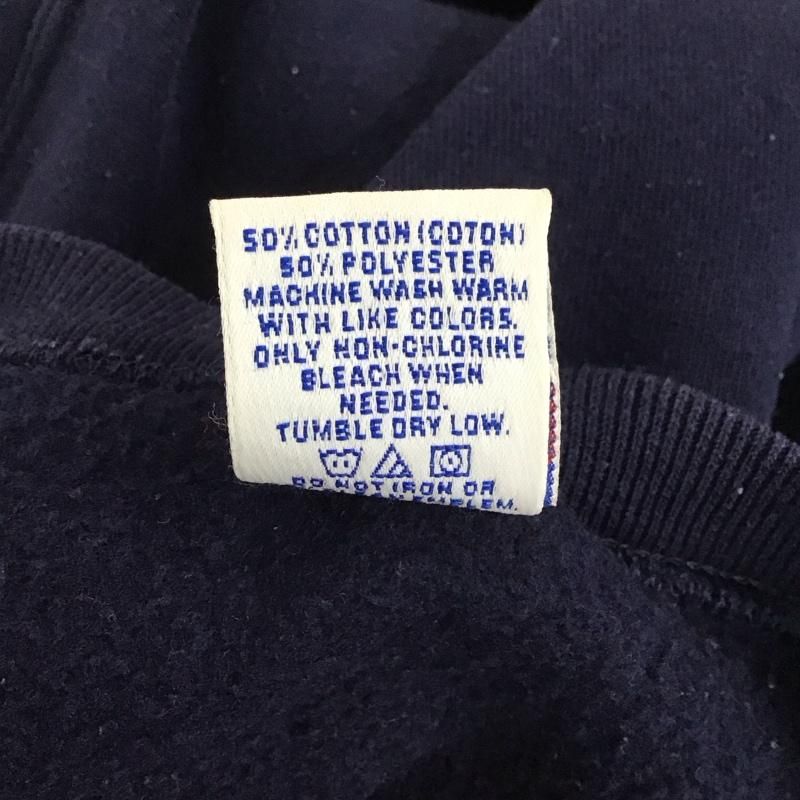 50% COTTON (COTON)
50% POLYESTER
MACHINE WASH WARM
WITH LIKE COLORS.
ONLY NON-CHLORINE
BLEACH WHEN
NEEDED.
TUMBLE DRY LOW.
DO NOT IRON OR
EMBLEM.